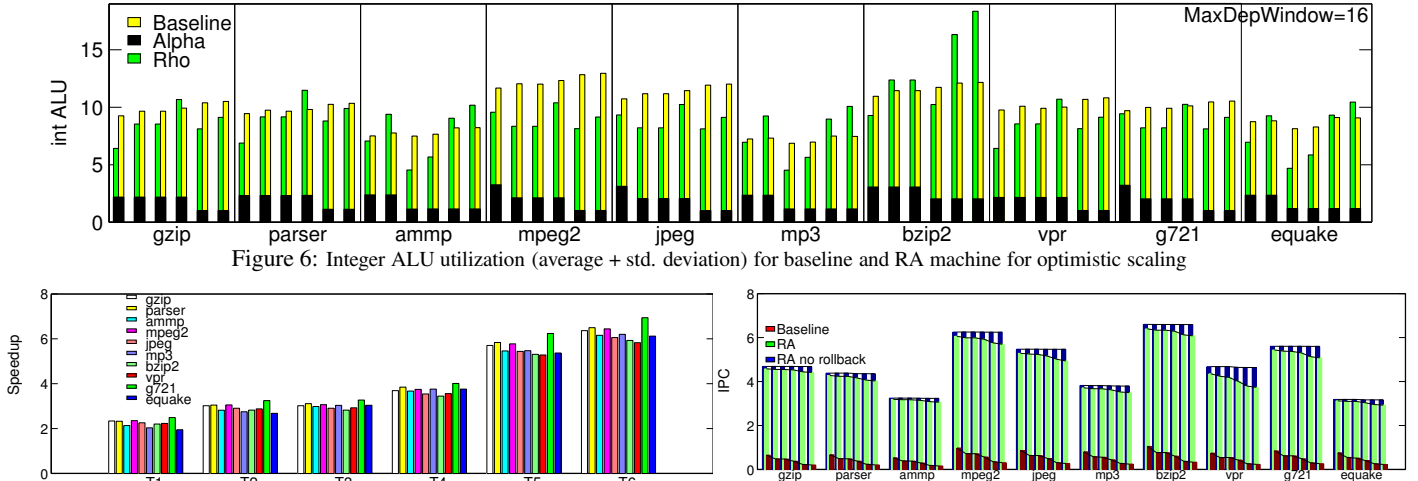 MaxDepWindow=16
Baseline
Alpha
Rho
15
10
5
0
int ALU
gzip parser ammp mpeg2 jpeg mp3 bzip2 vpr g721 equake
Figure 6: Integer ALU utilization (average + std. deviation) for baseline and RA machine for optimistic scaling
8
6
4
2
0
Speedup
gzip
parser
ammp
mpeg2
jpeg
mp3
bzip2
vpr
g721
equake
T1 T2 T3 T4 T5 T6
8
6
4
2
0
IPC
Baseline
RA
RA no rollback
gzip parser ammp mpeg2 jpeg mp3 bzip2 vpr g721 equake